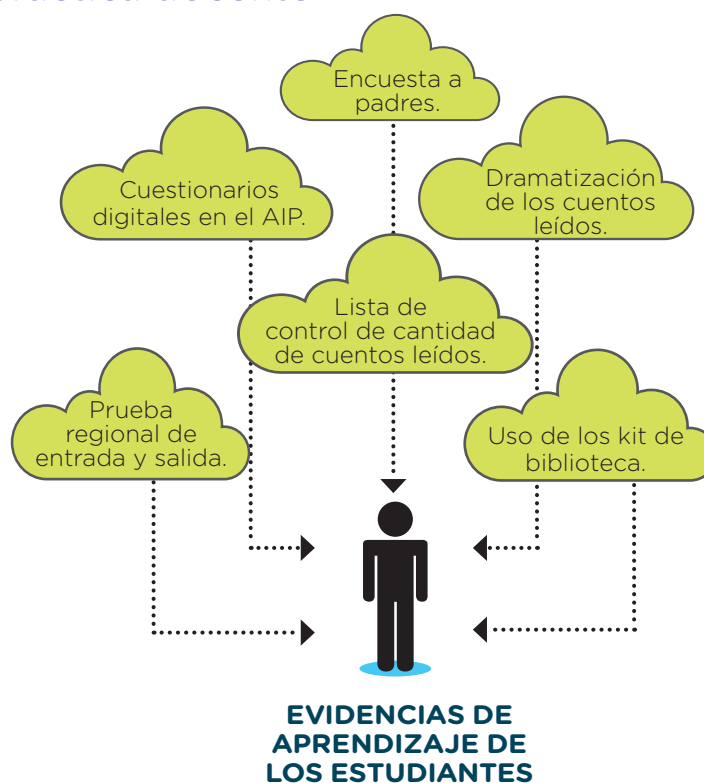 Encuesta a
padres.
Cuestionarios
digitales en el AIP.
Dramatización
de los cuentos
leídos.
Lista de
control de cantidad
de cuentos leídos.
Prueba
regional de
entrada y salida.
Uso de los kit de
biblioteca.
EVIDENCIAS DE
APRENDIZAJE DE
LOS ESTUDIANTES